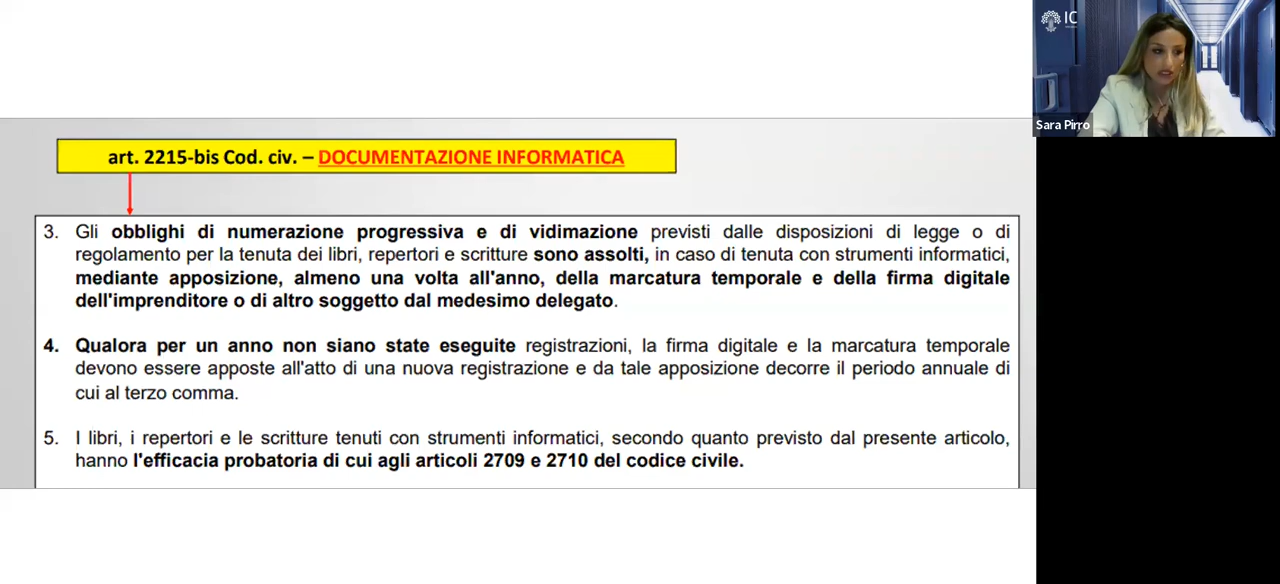 IC
Sara Pirro
art. 2215-bis Cod. civ. – DOCUMENTAZIONE INFORMATICA
3. Gli obblighi di numerazione progressiva e di vidimazione previsti dalle disposizioni di legge o di
regolamento per la tenuta dei libri, repertori e scritture sono assolti, in caso di tenuta con strumenti informatici,
mediante apposizione, almeno una volta all'anno, della marcatura temporale e della firma digitale
dell'imprenditore o di altro soggetto dal medesimo delegato.
4. Qualora per un anno non siano state eseguite registrazioni, la firma digitale e la marcatura temporale
devono essere apposte all'atto di una nuova registrazione e da tale apposizione decorre il periodo annuale di
cui al terzo comma.
5. I libri, i repertori e le scritture tenuti con strumenti informatici, secondo quanto previsto dal presente articolo,
hanno l'efficacia probatoria di cui agli articoli 2709 e 2710 del codice civile.